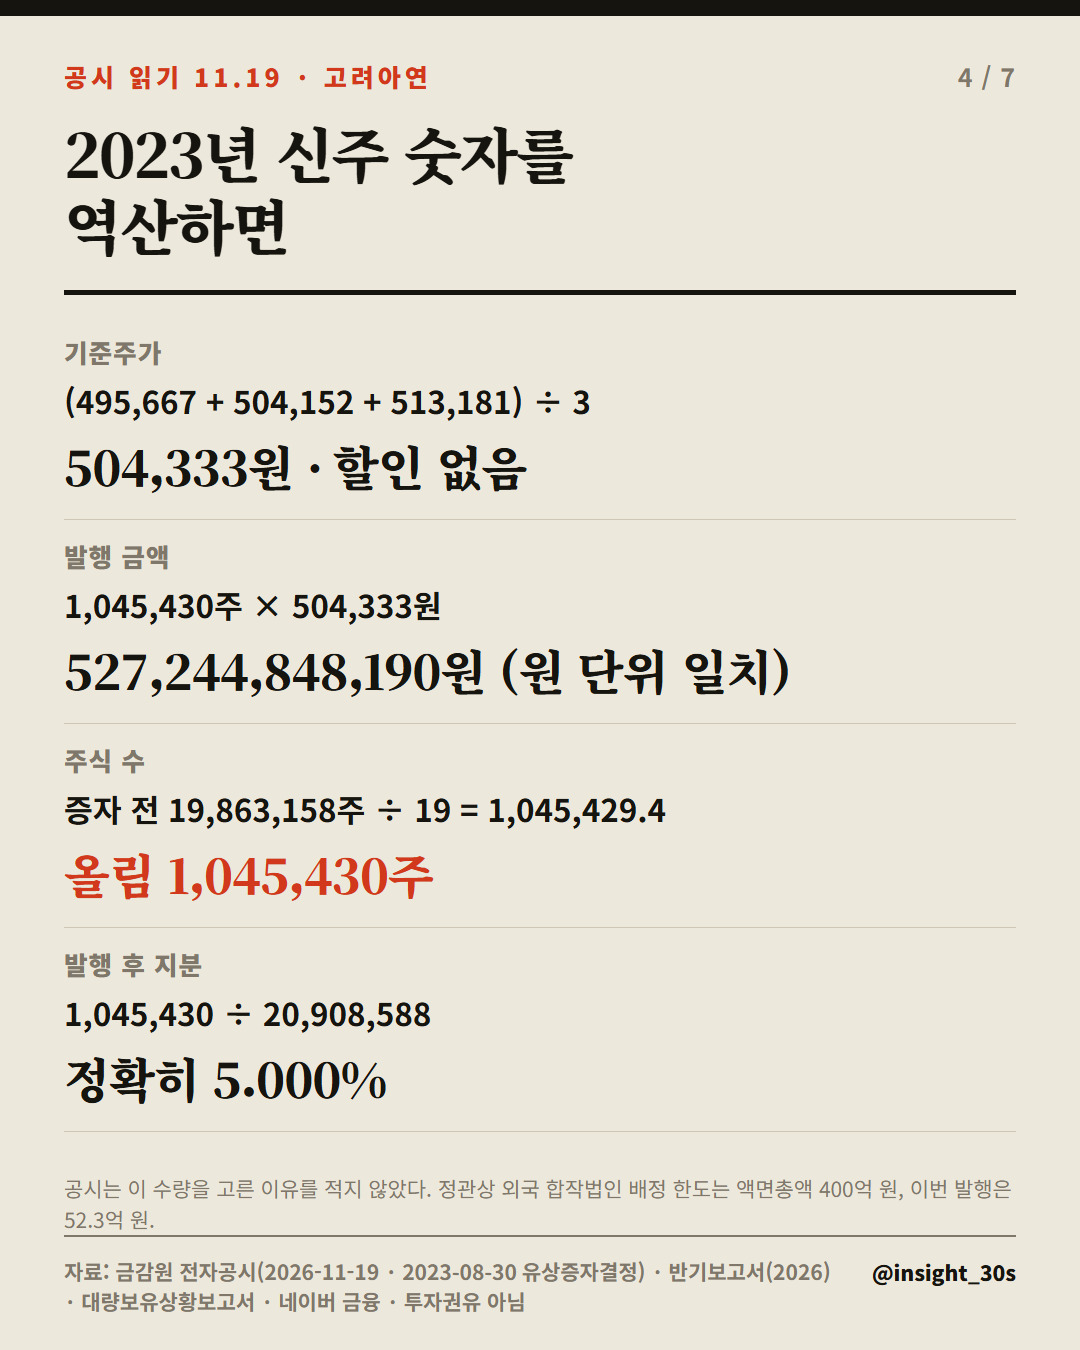 공시 읽기 11.19 · 고려아연
4 / 7
2023년 신주 숫자를
역산하면
기준주가
(495,667 + 504,152 + 513,181) ÷ 3
504,333원 · 할인 없음
발행 금액
1,045,430주 × 504,333원
527,244,848,190원 (원 단위 일치)
주식 수
증자 전 19,863,158주 ÷ 19 = 1,045,429.4
올림 1,045,430주
발행 후 지분
1,045,430 ÷ 20,908,588
정확히 5.000%
공시는 이 수량을 고른 이유를 적지 않았다. 정관상 외국 합작법인 배정 한도는 액면총액 400억 원, 이번 발행은
52.3억 원.
자료: 금감원 전자공시(2026-11-19 · 2023-08-30 유상증자결정) · 반기보고서(2026)
· 대량보유상황보고서 · 네이버 금융 · 투자권유 아님
@insight_30s